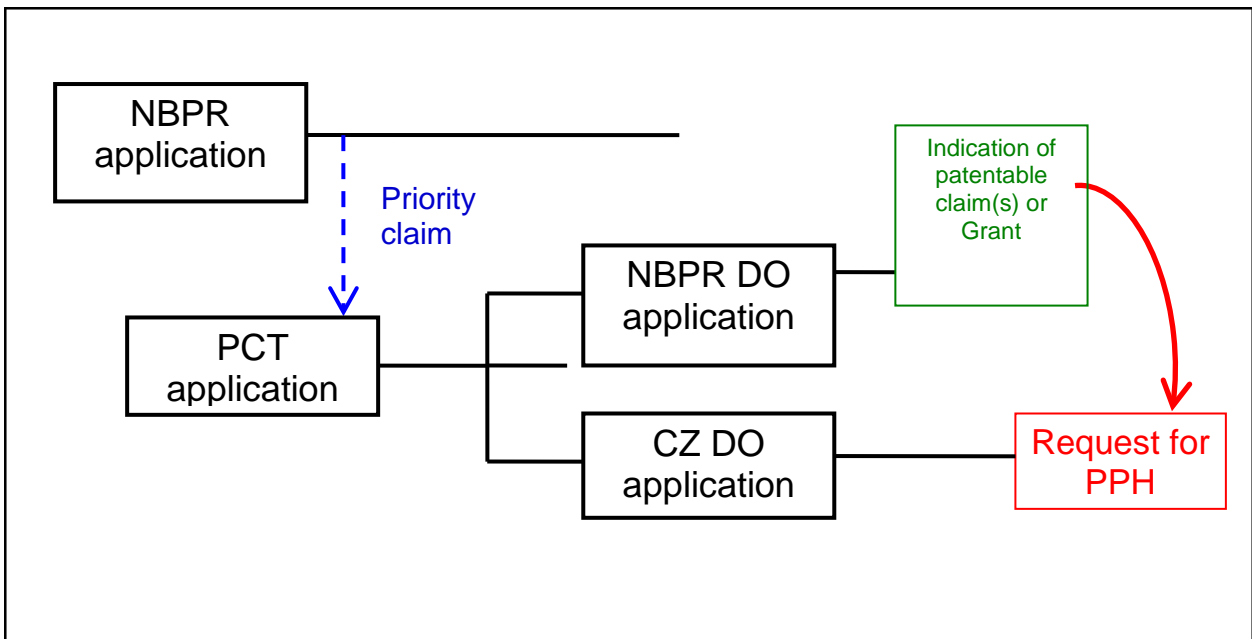 NBPR
application
Priority
claim
Indication of
patentable
claim(s) or
Grant
NBPR DO
application
PCT
application
CZ DO
application
Request for
PPH